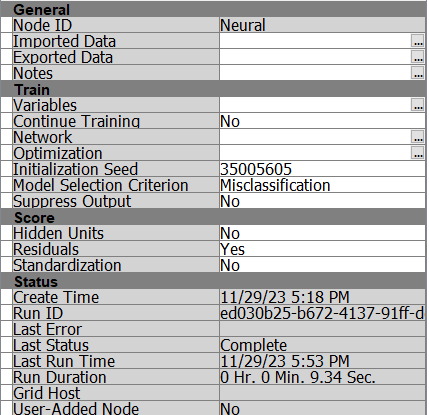 General
Node ID Neural
Imported Data ...
Exported Data ...
Notes ...
Train
Variables ...
Continue Training No
Network ...
Optimization ...
Initialization Seed 35005605
Model Selection Criterion Misclassification
Suppress Output No
Score
Hidden Units No
Residuals Yes
Standardization No
Status
Create Time 11/29/23 5:18 PM
Run ID ed030b25-b672-4137-91ff-d
Last Error
Last Status Complete
Last Run Time 11/29/23 5:53 PM
Run Duration 0 Hr. 0 Min. 9.34 Sec.
Grid Host
User-Added Node No